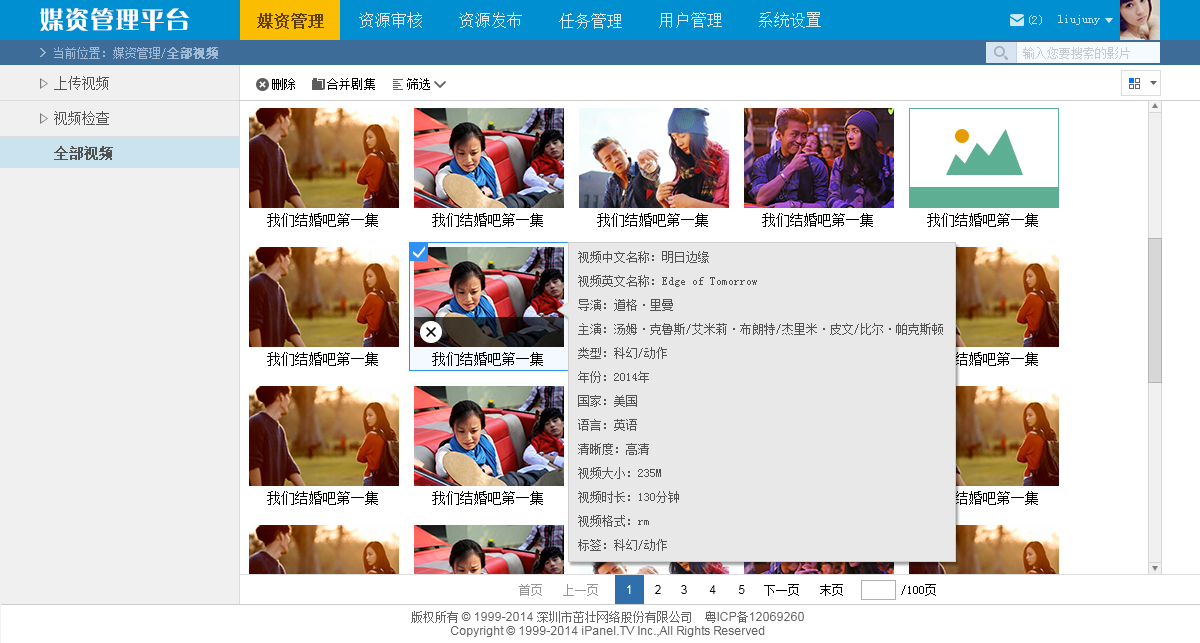 媒资管理平台 媒资管理 资源审核 资源发布 任务管理 用户管理 系统设置 (2) liujuny
当前位置：媒资管理/全部视频 输入您要搜索的影片
上传视频
视频检查
全部视频
删除 合并剧集 筛选
我们结婚吧第一集 我们结婚吧第一集 我们结婚吧第一集 我们结婚吧第一集 我们结婚吧第一集
视频中文名称：明日边缘
视频英文名称：Edge of Tomorrow
导演：道格·里曼
主演：汤姆·克鲁斯/艾米莉·布朗特/杰里米·皮文/比尔·帕克斯顿
类型：科幻/动作
年份：2014年
国家：美国
语言：英语
清晰度：高清
视频大小：235M
视频时长：130分钟
视频格式：rm
标签：科幻/动作
我们结婚吧第一集 我们结婚吧第一集 结婚吧第一集
我们结婚吧第一集 我们结婚吧第一集 结婚吧第一集
首页 上一页 1 2 3 4 5 下一页 末页 /100页
版权所有 © 1999-2014 深圳市茁壮网络股份有限公司 粤ICP备12069260
Copyright © 1999-2014 iPanel.TV Inc.,All Rights Reserved